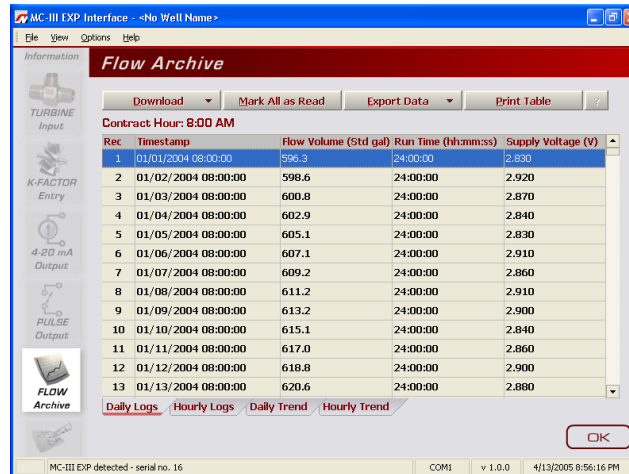 MC-III EXP Interface - <No Well Name>
File View Options Help
Information
Flow Archive
TURBINE
Input
K-FACTOR
Entry
4-20 mA
Output
PULSE
Output
FLOW
Archive
Download Mark All as Read Export Data Print Table ?
Contract Hour: 8:00 AM
Rec Timestamp Flow Volume (Std gal) Run Time (hh:mm:ss) Supply Voltage (V)
1 01/01/2004 08:00:00 596.3 24:00:00 2.830
2 01/02/2004 08:00:00 598.6 24:00:00 2.920
3 01/03/2004 08:00:00 600.8 24:00:00 2.870
4 01/04/2004 08:00:00 602.9 24:00:00 2.840
5 01/05/2004 08:00:00 605.1 24:00:00 2.830
6 01/06/2004 08:00:00 607.1 24:00:00 2.910
7 01/07/2004 08:00:00 609.2 24:00:00 2.860
8 01/08/2004 08:00:00 611.2 24:00:00 2.910
9 01/09/2004 08:00:00 613.2 24:00:00 2.900
10 01/10/2004 08:00:00 615.1 24:00:00 2.840
11 01/11/2004 08:00:00 617.0 24:00:00 2.860
12 01/12/2004 08:00:00 618.8 24:00:00 2.900
13 01/13/2004 08:00:00 620.6 24:00:00 2.880
Daily Logs Hourly Logs Daily Trend Hourly Trend
OK
MC-III EXP detected - serial no. 16 COM1 v 1.0.0 4/13/2005 8:56:16 PM